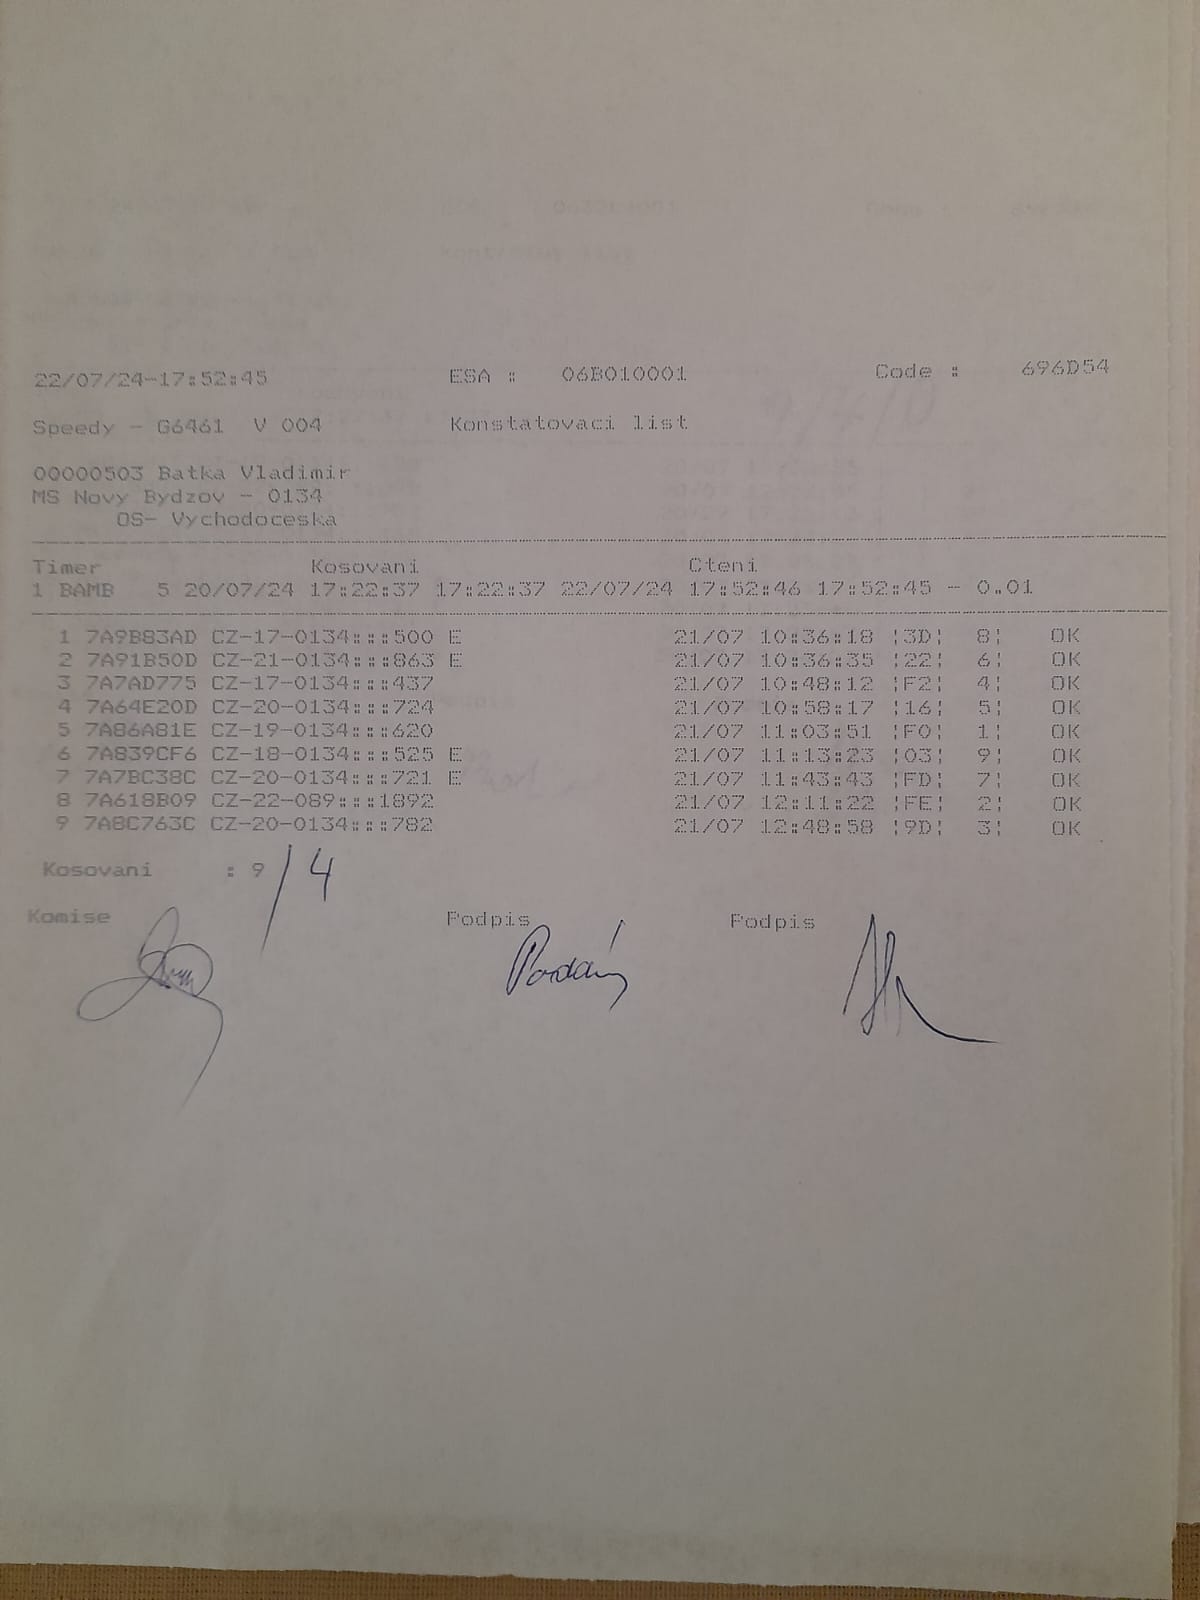 22/07/24-17:52:45 ESA : 06B010001 Code : 696D54
Speedy - G6461 V 004 Konstatovaci list
00000503 Batka Vladimir
MS Novy Bydzov - 0134
OS- Vychodoceska
Timer Kosovani Cteni
1 BAMB 5 20/07/24 17:22:37 17:22:37 22/07/24 17:52:46 17:52:45 - 0.01
1 7A9B83AD CZ-17-0134:::500 E 21/07 10:36:18 ¦3D¦ 8¦ OK
2 7A91B50D CZ-21-0134:::863 E 21/07 10:36:35 ¦22¦ 6¦ OK
3 7A7AD775 CZ-17-0134:::437 21/07 10:48:12 ¦F2¦ 4¦ OK
4 7A64E20D CZ-20-0134:::724 21/07 10:58:17 ¦16¦ 5¦ OK
5 7A86A81E CZ-19-0134:::620 21/07 11:03:51 ¦F0¦ 1¦ OK
6 7A839CF6 CZ-18-0134:::525 E 21/07 11:13:23 ¦03¦ 9¦ OK
7 7A7BC38C CZ-20-0134:::721 E 21/07 11:43:43 ¦FD¦ 7¦ OK
8 7A618B09 CZ-22-089:::1892 21/07 12:11:22 ¦FE¦ 2¦ OK
9 7A8C763C CZ-20-0134:::782 21/07 12:48:58 ¦9D¦ 3¦ OK
Kosovani : 9 / 4
Komise Podpis Podpis